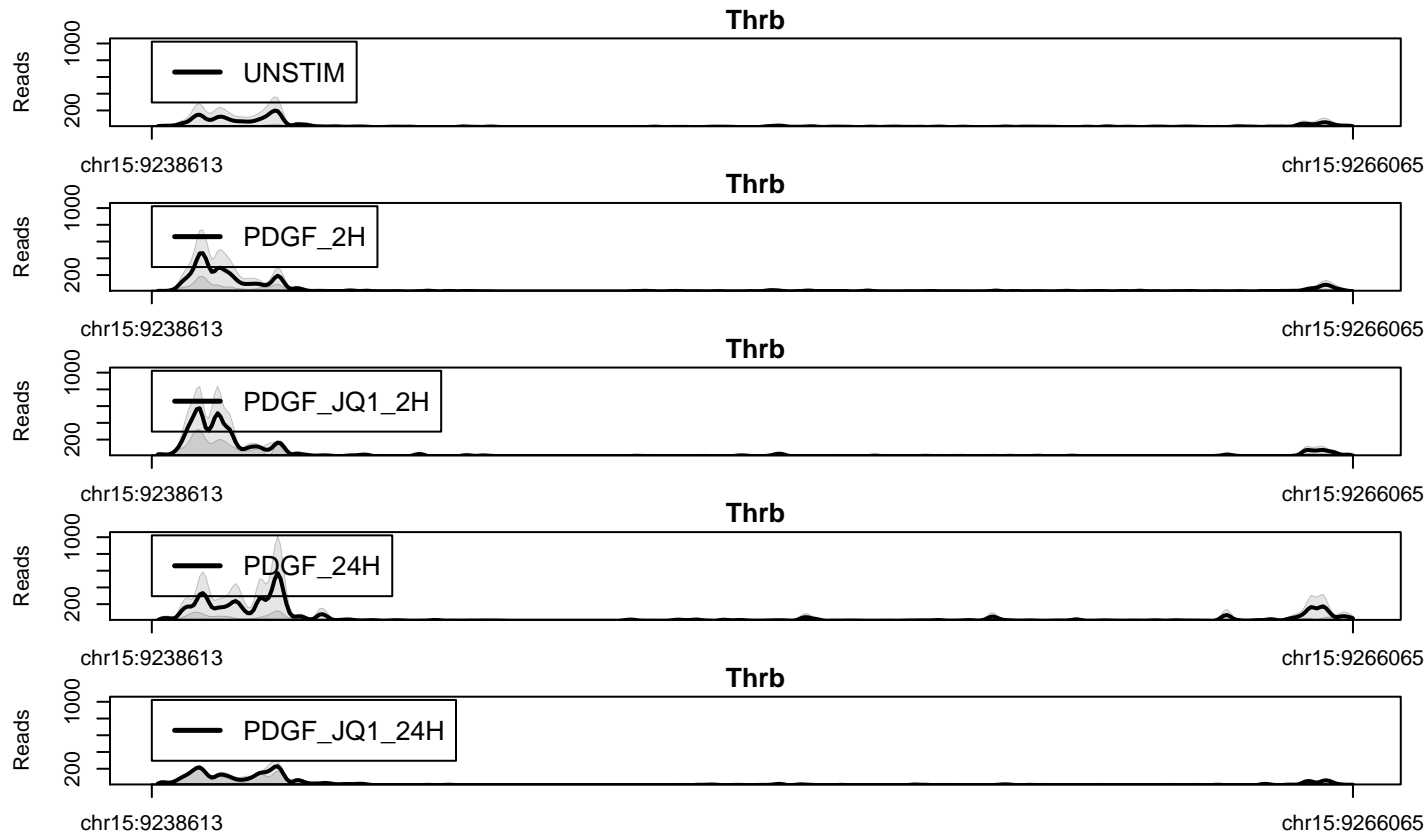 Thrb
Reads
1000
200
UNSTIM
chr15:9238613
chr15:9266065
Thrb
Reads
1000
200
PDGF_2H
chr15:9238613
chr15:9266065
Thrb
Reads
1000
200
PDGF_JQ1_2H
chr15:9238613
chr15:9266065
Thrb
Reads
1000
200
PDGF_24H
chr15:9238613
chr15:9266065
Thrb
Reads
1000
200
PDGF_JQ1_24H
chr15:9238613
chr15:9266065